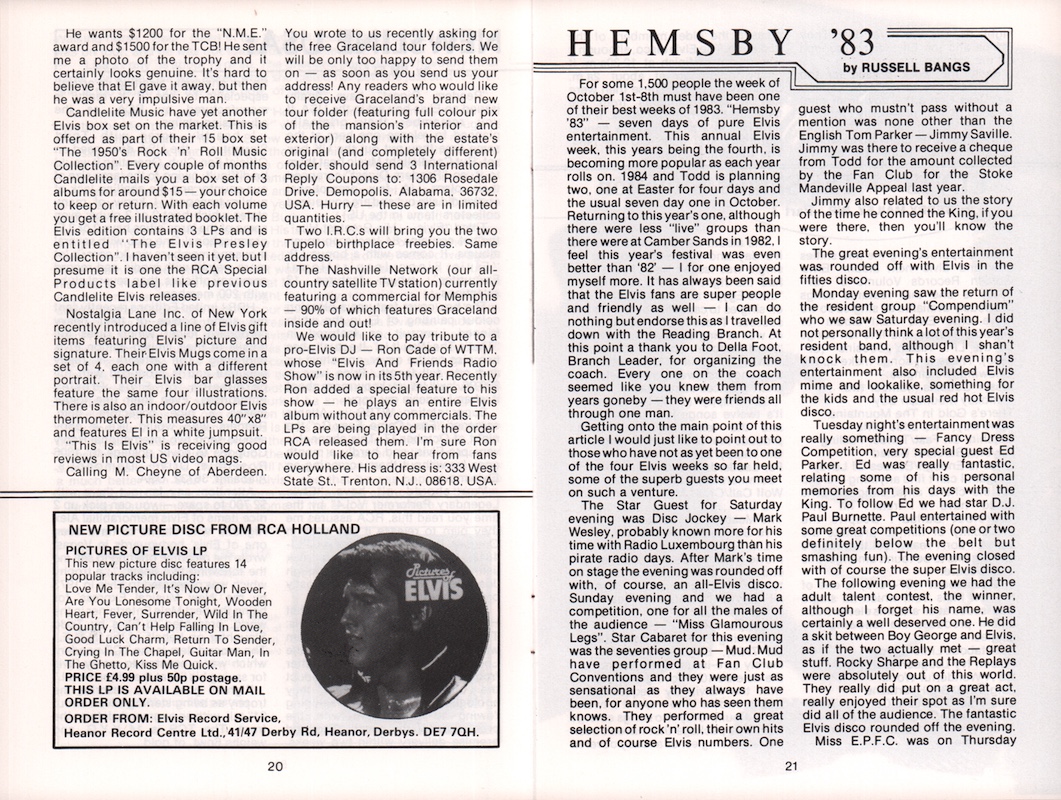 He wants $1200 for the "N.M.E."
award and $1500 for the TCB! He sent
me a photo of the trophy and it
certainly looks genuine. It's hard to
believe that El gave it away, but then
he was a very impulsive man.
Candlelite Music have yet another
Elvis box set on the market. This is
offered as part of their 15 box set
"The 1950's Rock 'n' Roll Music
Collection". Every couple of months
Candlelite mails you a box set of 3
albums for around $15 — your choice
to keep or return. With each volume
you get a free illustrated booklet. The
Elvis edition contains 3 LPs and is
entitled "The Elvis Presley
Collection". I haven't seen it yet, but I
presume it is one the RCA Special
Products label like previous
Candlelite Elvis releases.
Nostalgia Lane Inc. of New York
recently introduced a line of Elvis gift
items featuring Elvis' picture and
signature. Their Elvis Mugs come in a
set of 4, each one with a different
portrait. Their Elvis bar glasses
feature the same four illustrations.
There is also an indoor/outdoor Elvis
thermometer. This measures 40"x8"
and features El in a white jumpsuit.
"This Is Elvis" is receiving good
reviews in most US video mags.
Calling M. Cheyne of Aberdeen.
You wrote to us recently asking for
the free Graceland tour folders. We
will be only too happy to send them
on — as soon as you send us your
address! Any readers who would like
to receive Graceland's brand new
tour folder (featuring full colour pix
of the mansion's interior and
exterior) along with the estate's
original (and completely different)
folder, should send 3 International
Reply Coupons to: 1306 Rosedale
Drive, Demopolis, Alabama, 36732,
USA. Hurry — these are in limited
quantities.
Two I.R.C.s will bring you the two
Tupelo birthplace freebies. Same
address.
The Nashville Network (our all-
country satellite TV station) currently
featuring a commercial for Memphis
— 90% of which features Graceland
inside and out!
We would like to pay tribute to a
pro-Elvis DJ — Ron Cade of WTTM,
whose "Elvis And Friends Radio
Show" is now in its 5th year. Recently
Ron added a special feature to his
show — he plays an entire Elvis
album without any commercials. The
LPs are being played in the order
RCA released them. I'm sure Ron
would like to hear from fans
everywhere. His address is: 333 West
State St., Trenton, N.J., 08618, USA.
NEW PICTURE DISC FROM RCA HOLLAND
PICTURES OF ELVIS LP
This new picture disc features 14
popular tracks including:
Love Me Tender, It's Now Or Never,
Are You Lonesome Tonight, Wooden
Heart, Fever, Surrender, Wild In The
Country, Can't Help Falling In Love,
Good Luck Charm, Return To Sender,
Crying In The Chapel, Guitar Man, In
The Ghetto, Kiss Me Quick.
PRICE £4.99 plus 50p postage.
THIS LP IS AVAILABLE ON MAIL
ORDER ONLY.
ORDER FROM: Elvis Record Service,
Heanor Record Centre Ltd., 41/47 Derby Rd, Heanor, Derbys. DE7 7QH.
Pictures of
ELVIS
20
HEMSBY '83
by RUSSELL BANGS
For some 1,500 people the week of
October 1st-8th must have been one
of their best weeks of 1983. "Hemsby
'83" — seven days of pure Elvis
entertainment. This annual Elvis
week, this years being the fourth, is
becoming more popular as each year
rolls on. 1984 and Todd is planning
two, one at Easter for four days and
the usual seven day one in October.
Returning to this year's one, although
there were less "live" groups than
there were at Camber Sands in 1982, I
feel this year's festival was even
better than '82' — I for one enjoyed
myself more. It has always been said
that the Elvis fans are super people
and friendly as well — I can do
nothing but endorse this as I travelled
down with the Reading Branch. At
this point a thank you to Della Foot,
Branch Leader, for organizing the
coach. Every one on the coach
seemed like you knew them from
years goneby — they were friends all
through one man.
Getting onto the main point of this
article I would just like to point out to
those who have not as yet been to one
of the four Elvis weeks so far held,
some of the superb guests you meet
on such a venture.
The Star Guest for Saturday
evening was Disc Jockey — Mark
Wesley, probably known more for his
time with Radio Luxembourg than his
pirate radio days. After Mark's time
on stage the evening was rounded off
with, of course, an all-Elvis disco.
Sunday evening and we had a
competition, one for all the males of
the audience — "Miss Glamourous
Legs". Star Cabaret for this evening
was the seventies group — Mud. Mud
have performed at Fan Club
Conventions and they were just as
sensational as they always have
been, for anyone who has seen them
knows. They performed a great
selection of rock 'n' roll, their own hits
and of course Elvis numbers. One
guest who mustn't pass without a
mention was none other than the
English Tom Parker — Jimmy Saville.
Jimmy was there to receive a cheque
from Todd for the amount collected
by the Fan Club for the Stoke
Mandeville Appeal last year.
Jimmy also related to us the story
of the time he conned the King, if you
were there, then you'll know the
story.
The great evening's entertainment
was rounded off with Elvis in the
fifties disco.
Monday evening saw the return of
the resident group "Compendium"
who we saw Saturday evening. I did
not personally think a lot of this year's
resident band, although I shan't
knock them. This evening's
entertainment also included Elvis
mime and lookalike, something for
the kids and the usual red hot Elvis
disco.
Tuesday night's entertainment was
really something — Fancy Dress
Competition, very special guest Ed
Parker. Ed was really fantastic,
relating some of his personal
memories from his days with the
King. To follow Ed we had star D.J.
Paul Burnette. Paul entertained with
some great competitions (one or two
definitely below the belt but
smashing fun). The evening closed
with of course the super Elvis Disco.
The following evening we had the
adult talent contest, the winner,
although I forget his name, was
certainly a well deserved one. He did
a skit between Boy George and Elvis,
as if the two actually met — great
stuff. Rocky Sharpe and the Replays
were absolutely out of this world.
They really did put on a great act,
really enjoyed their spot as I'm sure
did all of the audience. The fantastic
Elvis disco rounded off the evening.
Miss E.P.F.C. was on Thursday
21